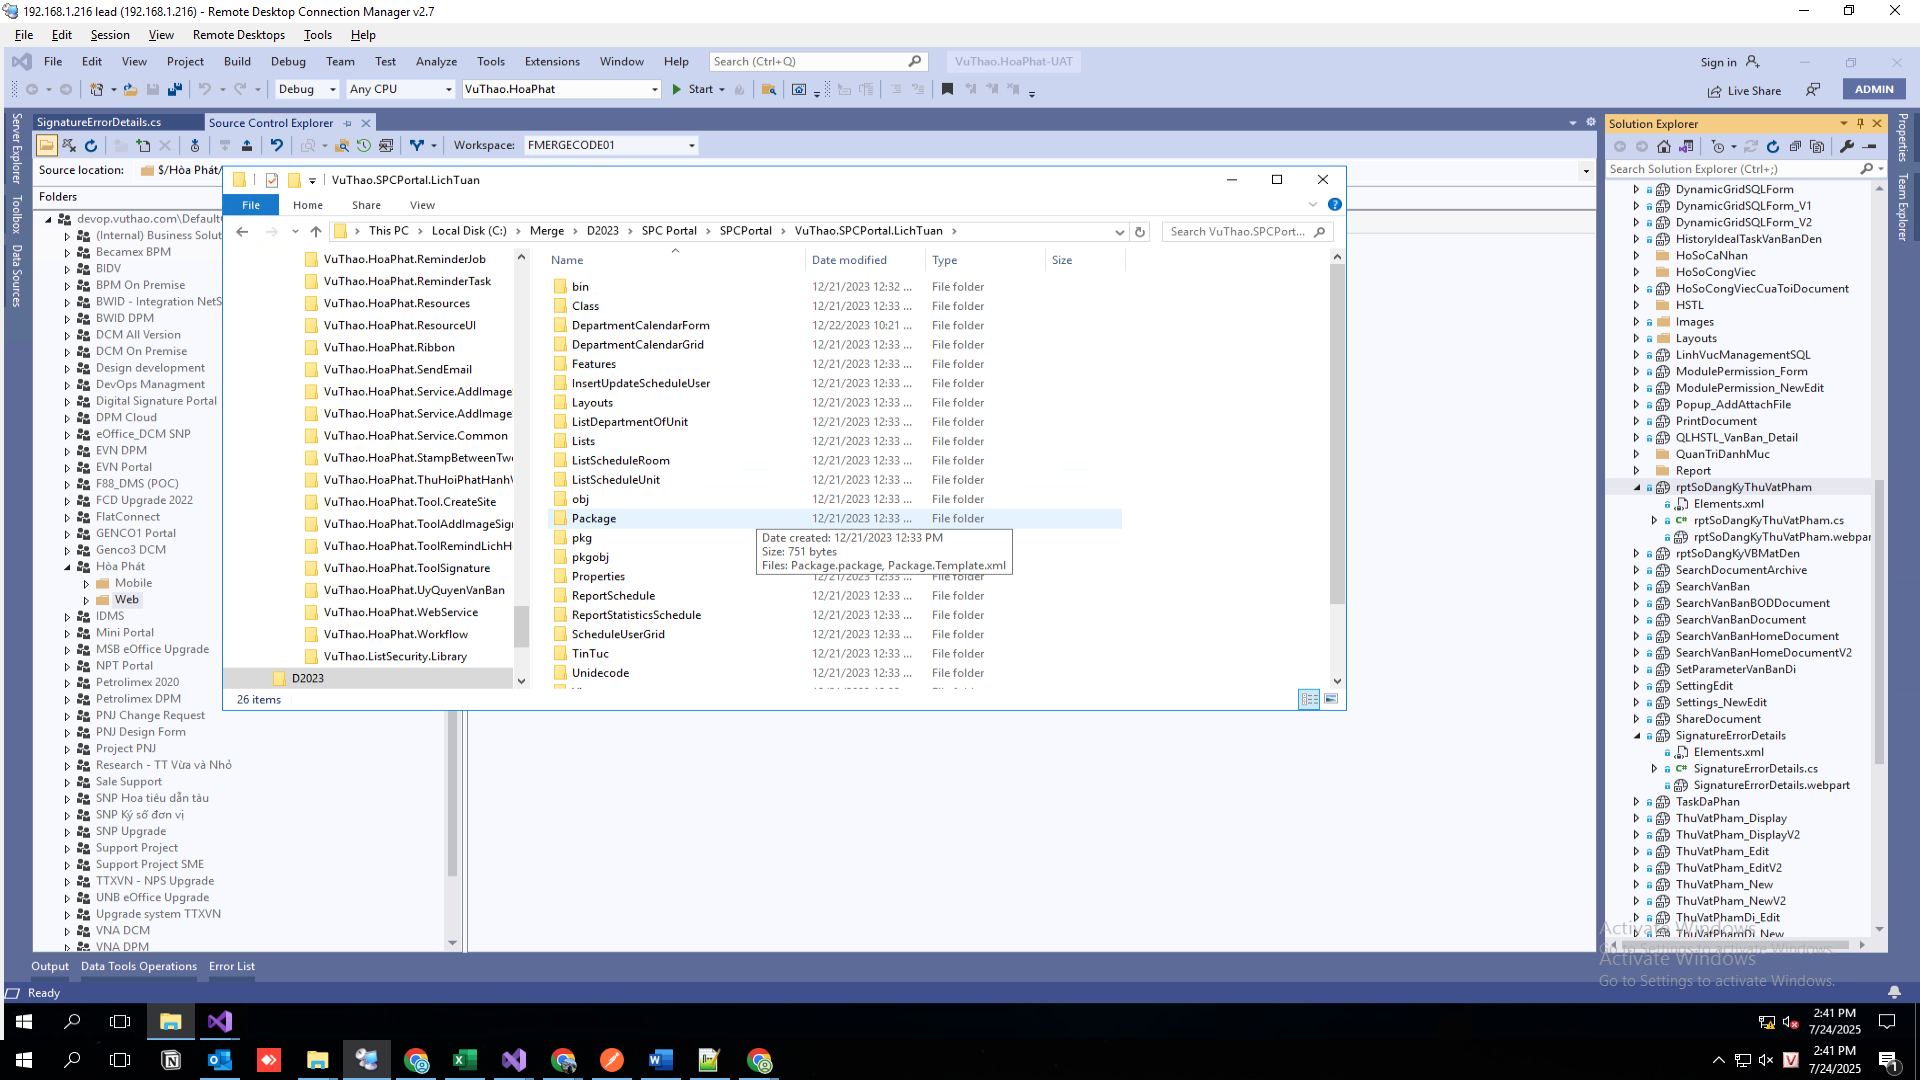 192.168.1.216 lead (192.168.1.216) - Remote Desktop Connection Manager v2.7
File Edit Session View Remote Desktops Tools Help
File Edit View Project Build Debug Team Test Analyze Tools Extensions Window Help Search (Ctrl+Q) VuThao.HoaPhat-UAT Sign in
Debug Any CPU VuThao.HoaPhat Start Live Share ADMIN
SignatureErrorDetails.cs Source Control Explorer
Workspace: FMERGECODE01
Source location: $/Hòa Phát/
Folders
Server Explorer
Toolbox
Data Sources
devop.vuthao.com\Default
(Internal) Business Solut
Becamex BPM
BIDV
BPM On Premise
BWID - Integration NetS
BWID DPM
DCM All Version
DCM On Premise
Design development
DevOps Managment
Digital Signature Portal
DPM Cloud
eOffice_DCM SNP
EVN DPM
EVN Portal
F88_DMS (POC)
FCD Upgrade 2022
FlatConnect
GENCO1 Portal
Genco3 DCM
Hòa Phát
Mobile
Web
IDMS
Mini Portal
MSB eOffice Upgrade
NPT Portal
Petrolimex 2020
Petrolimex DPM
PNJ Change Request
PNJ Design Form
Project PNJ
Research - TT Vừa và Nhỏ
Sale Support
SNP Hoa tiêu dẫn tàu
SNP Ký số đơn vị
SNP Upgrade
Support Project
Support Project SME
TTXVN - NPS Upgrade
UNB eOffice Upgrade
Upgrade system TTXVN
VNA DCM
VNA DPM
VuThao.SPCPortal.LichTuan
File Home Share View
This PC Local Disk (C:) Merge D2023 SPC Portal SPCPortal VuThao.SPCPortal.LichTuan
Search VuThao.SPCPort...
VuThao.HoaPhat.ReminderJob
VuThao.HoaPhat.ReminderTask
VuThao.HoaPhat.Resources
VuThao.HoaPhat.ResourceUI
VuThao.HoaPhat.Ribbon
VuThao.HoaPhat.SendEmail
VuThao.HoaPhat.Service.AddImage
VuThao.HoaPhat.Service.AddImage
VuThao.HoaPhat.Service.Common
VuThao.HoaPhat.StampBetweenTw
VuThao.HoaPhat.ThuHoiPhatHanh
VuThao.HoaPhat.Tool.CreateSite
VuThao.HoaPhat.ToolAddImageSig
VuThao.HoaPhat.ToolRemindLichH
VuThao.HoaPhat.ToolSignature
VuThao.HoaPhat.UyQuyenVanBan
VuThao.HoaPhat.WebService
VuThao.HoaPhat.Workflow
VuThao.ListSecurity.Library
D2023
26 items
Name Date modified Type Size
bin 12/21/2023 12:32 ... File folder
Class 12/21/2023 12:33 ... File folder
DepartmentCalendarForm 12/22/2023 10:21 ... File folder
DepartmentCalendarGrid 12/21/2023 12:33 ... File folder
Features 12/21/2023 12:33 ... File folder
InsertUpdateScheduleUser 12/21/2023 12:33 ... File folder
Layouts 12/21/2023 12:33 ... File folder
ListDepartmentOfUnit 12/21/2023 12:33 ... File folder
Lists 12/21/2023 12:33 ... File folder
ListScheduleRoom 12/21/2023 12:33 ... File folder
ListScheduleUnit 12/21/2023 12:33 ... File folder
obj 12/21/2023 12:33 ... File folder
Package 12/21/2023 12:33 ... File folder
pkg
pkgobj
Properties 12/21/2023 12:33 ... File folder
ReportSchedule 12/21/2023 12:33 ... File folder
ReportStatisticsSchedule 12/21/2023 12:33 ... File folder
ScheduleUserGrid 12/21/2023 12:33 ... File folder
TinTuc 12/21/2023 12:33 ... File folder
Unidecode 12/21/2023 12:33 ... File folder
Date created: 12/21/2023 12:33 PM
Size: 751 bytes
Files: Package.package, Package.Template.xml
Solution Explorer
Search Solution Explorer (Ctrl+;)
DynamicGridSQLForm
DynamicGridSQLForm_V1
DynamicGridSQLForm_V2
HistoryIdealTaskVanBanDen
HoSoCaNhan
HoSoCongViec
HoSoCongViecCuaToiDocument
HSTL
Images
Layouts
LinhVucManagementSQL
ModulePermission_Form
ModulePermission_NewEdit
Popup_AddAttachFile
PrintDocument
QLHSTL_VanBan_Detail
QuanTriDanhMuc
Report
rptSoDangKyThuVatPham
Elements.xml
rptSoDangKyThuVatPham.cs
rptSoDangKyThuVatPham.webpar
rptSoDangKyVBMatDen
SearchDocumentArchive
SearchVanBan
SearchVanBanBODDocument
SearchVanBanDocument
SearchVanBanHomeDocument
SearchVanBanHomeDocumentV2
SetParameterVanBanDi
SettingEdit
Settings_NewEdit
ShareDocument
SignatureErrorDetails
Elements.xml
SignatureErrorDetails.cs
SignatureErrorDetails.webpart
TaskDaPhan
ThuVatPham_Display
ThuVatPham_DisplayV2
ThuVatPham_Edit
ThuVatPham_EditV2
ThuVatPham_New
ThuVatPham_NewV2
ThuVatPhamDi_Edit
ThuVatPhamDi_New
Properties
Team Explorer
Activate Windows
Go to Settings to activate Windows.
Activate Windows
Go to Settings to activate Windows.
Output Data Tools Operations Error List
Ready
2:41 PM
7/24/2025
2:41 PM
7/24/2025
1